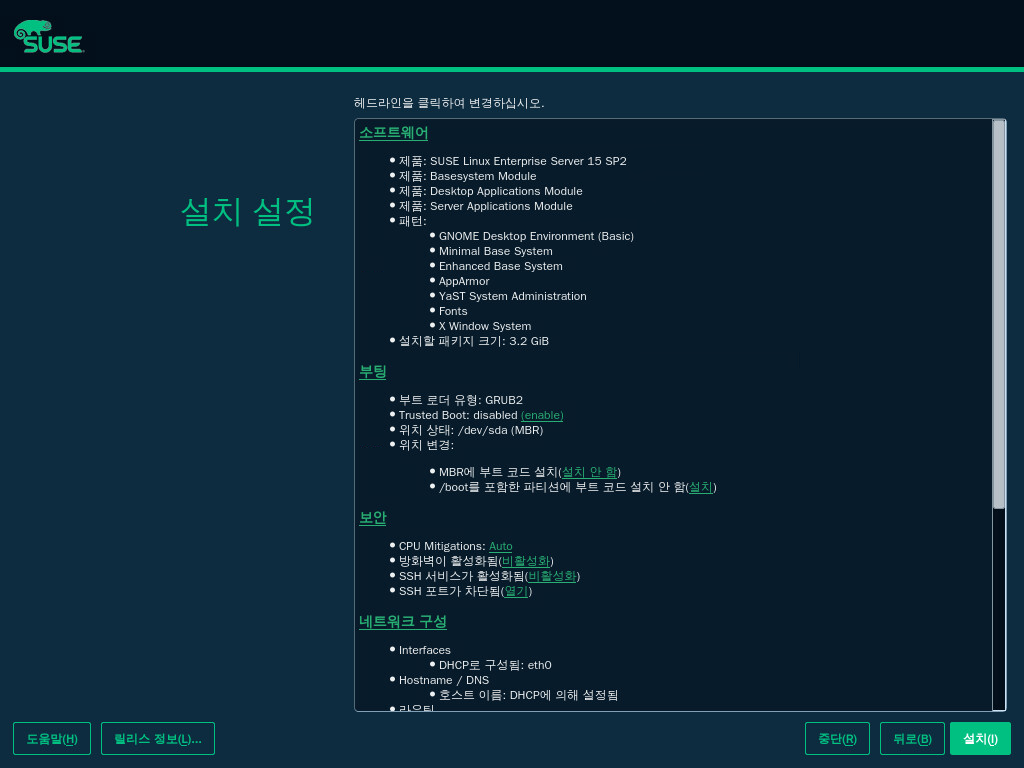 SUSE
헤드라인을 클릭하여 변경하십시오.
설치 설정
소프트웨어
제품: SUSE Linux Enterprise Server 15 SP2
제품: Basesystem Module
제품: Desktop Applications Module
제품: Server Applications Module
패턴:
GNOME Desktop Environment (Basic)
Minimal Base System
Enhanced Base System
AppArmor
YaST System Administration
Fonts
X Window System
설치할 패키지 크기: 3.2 GiB
부팅
부트 로더 유형: GRUB2
Trusted Boot: disabled (enable)
위치 상태: /dev/sda (MBR)
위치 변경:
MBR에 부트 코드 설치(설치 안 함)
/boot를 포함한 파티션에 부트 코드 설치 안 함(설치)
보안
CPU Mitigations: Auto
방화벽이 활성화됨(비활성화)
SSH 서비스가 활성화됨(비활성화)
SSH 포트가 차단됨(열기)
네트워크 구성
Interfaces
DHCP로 구성됨: eth0
Hostname / DNS
호스트 이름: DHCP에 의해 설정됨
라우팅
도움말(H)
릴리스 정보(L)...
중단(R)
뒤로(B)
설치(I)